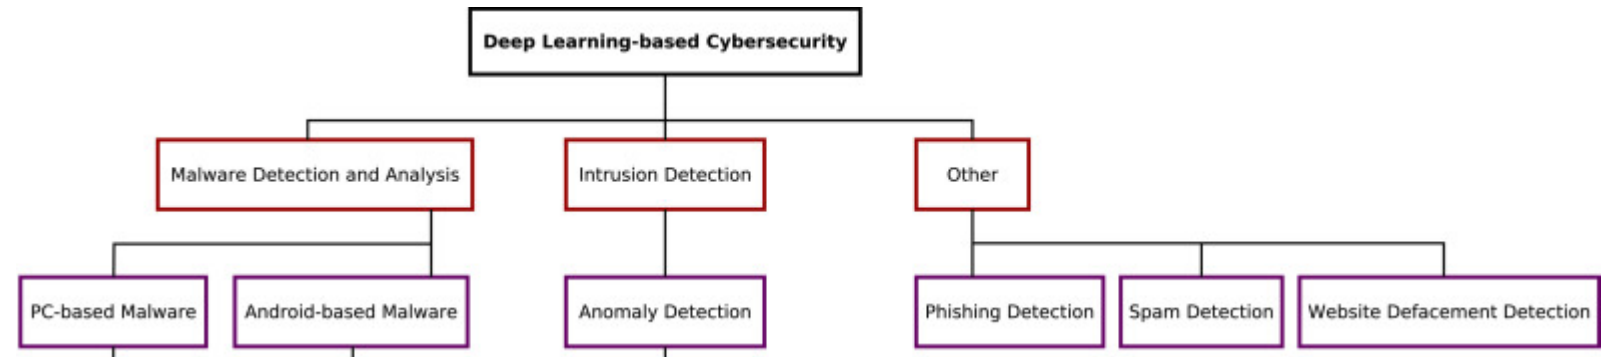 Deep Learning-based Cybersecurity
Malware Detection and Analysis
Intrusion Detection
Other
PC-based Malware
Android-based Malware
Anomaly Detection
Phishing Detection
Spam Detection
Website Defacement Detection